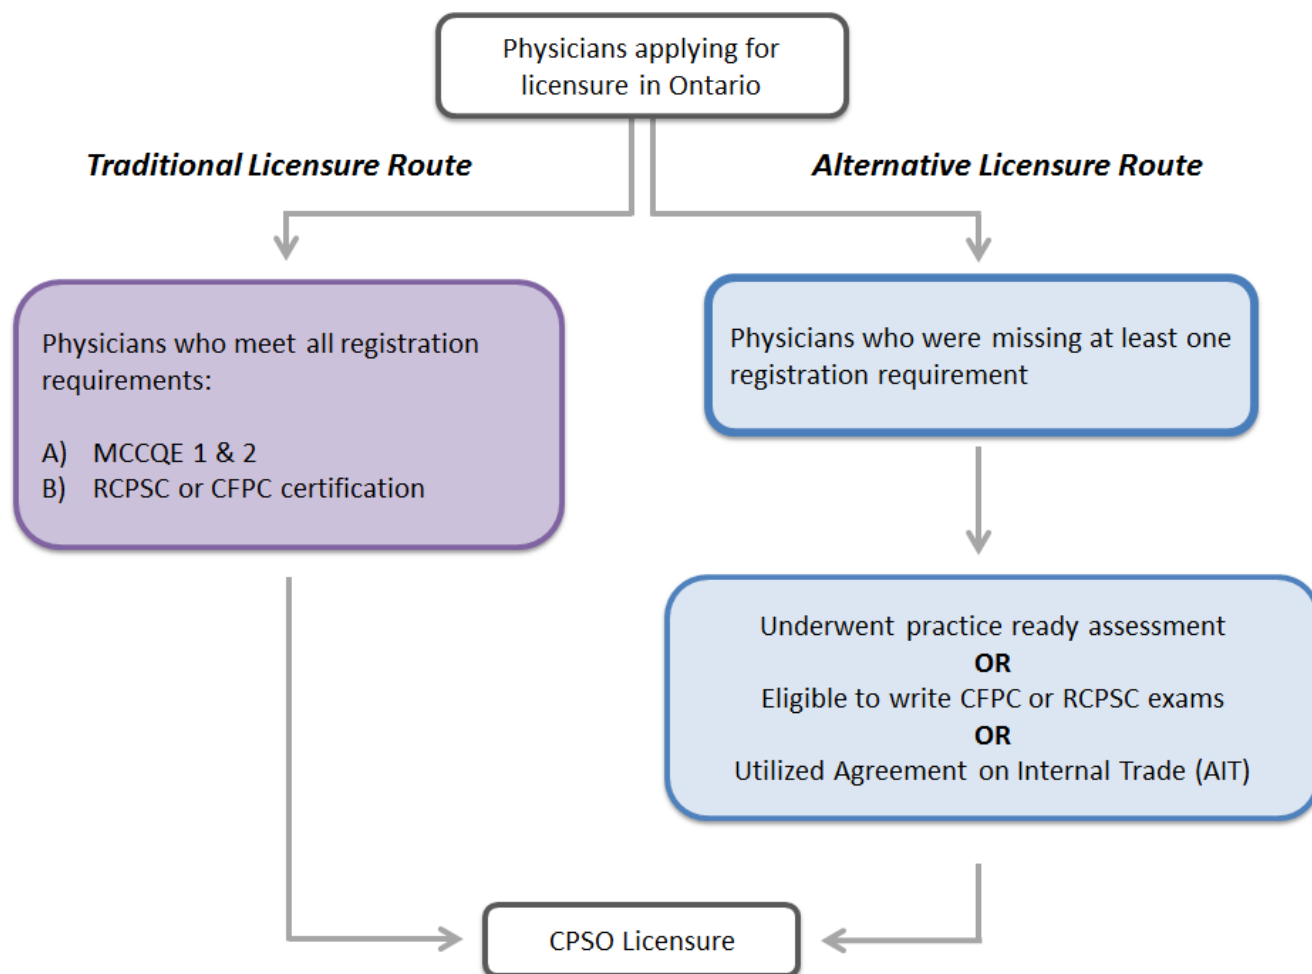 Physicians applying for
licensure in Ontario
Traditional Licensure Route
Alternative Licensure Route
Physicians who meet all registration
requirements:
A) MCCQE 1 & 2
B) RCPSC or CFPC certification
Physicians who were missing at least one
registration requirement
Underwent practice ready assessment
OR
Eligible to write CFPC or RCPSC exams
OR
Utilized Agreement on Internal Trade (AIT)
CPSO Licensure